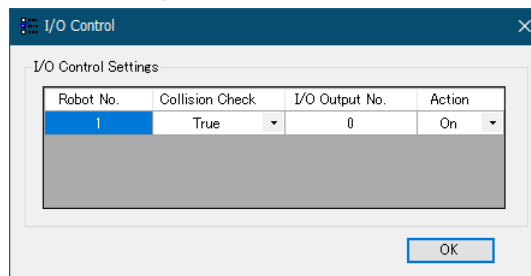 I/O Control
I/O Control Settings
Robot No. Collision Check I/O Output No. Action
1 True 0 On
OK